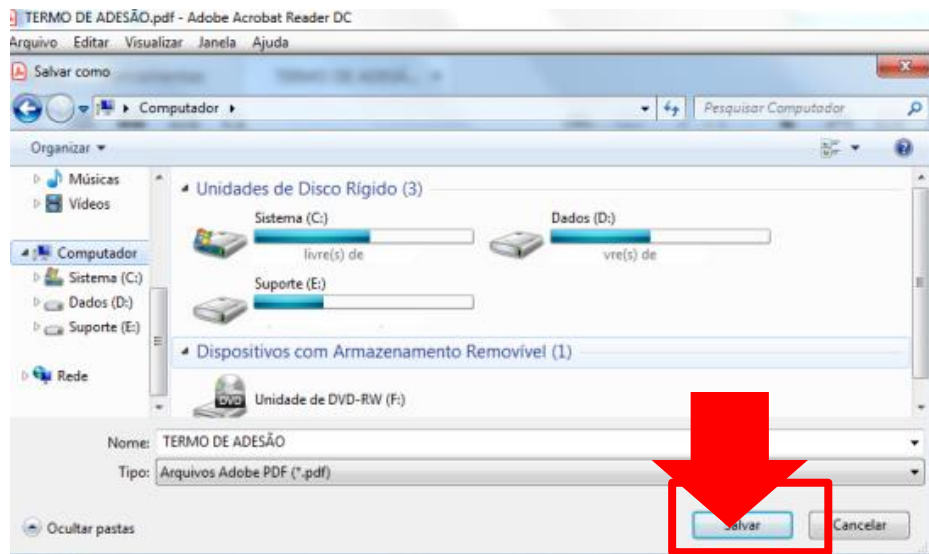 TERMO DE ADESÃO.pdf - Adobe Acrobat Reader DC
Arquivo Editar Visualizar Janela Ajuda
Salvar como
Computador
Pesquisar Computador
Organizar
Músicas
Vídeos
Computador
Sistema (C:)
Dados (D:)
Suporte (E:)
Rede
Unidades de Disco Rígido (3)
Sistema (C:)
livre(s) de
Dados (D:)
vre(s) de
Suporte (E:)
Dispositivos com Armazenamento Removível (1)
DVD
Unidade de DVD-RW (F:)
Nome: TERMO DE ADESÃO
Tipo: Arquivos Adobe PDF (*.pdf)
Ocultar pastas
Salvar
Cancelar